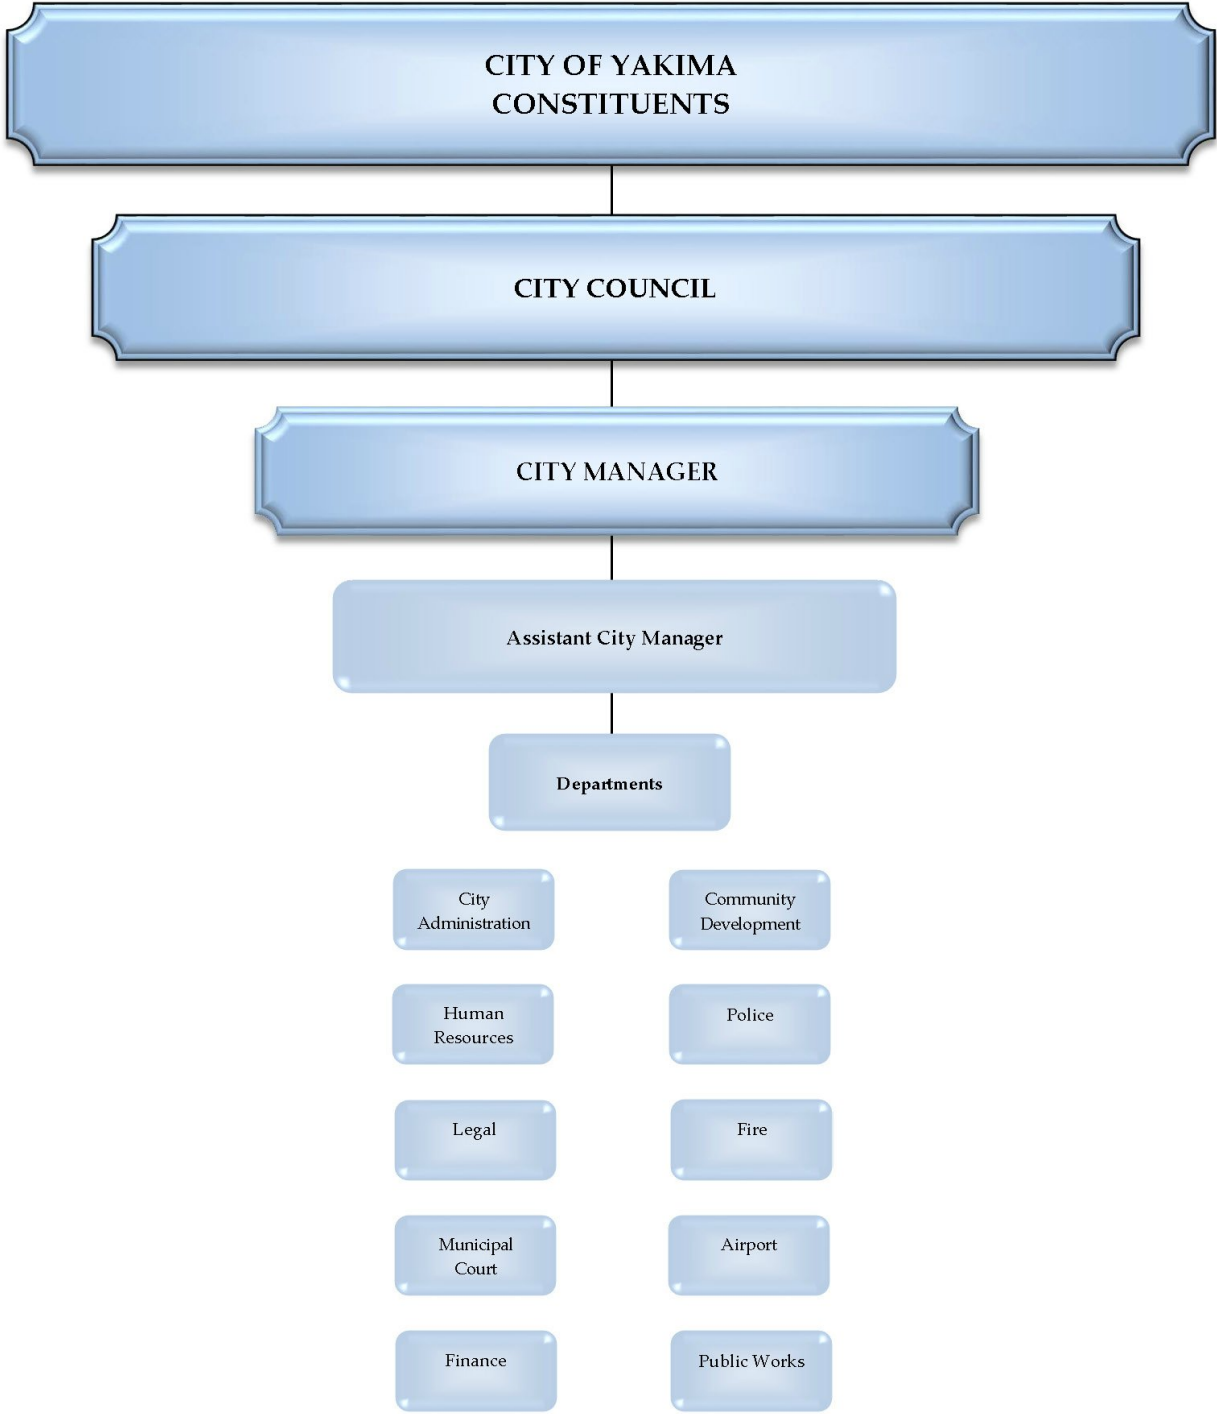 CITY OF YAKIMA
CONSTITUENTS
CITY COUNCIL
CITY MANAGER
Assistant City Manager
Departments
City
Administration
Community
Development
Human
Resources
Police
Legal
Fire
Municipal
Court
Airport
Finance
Public Works